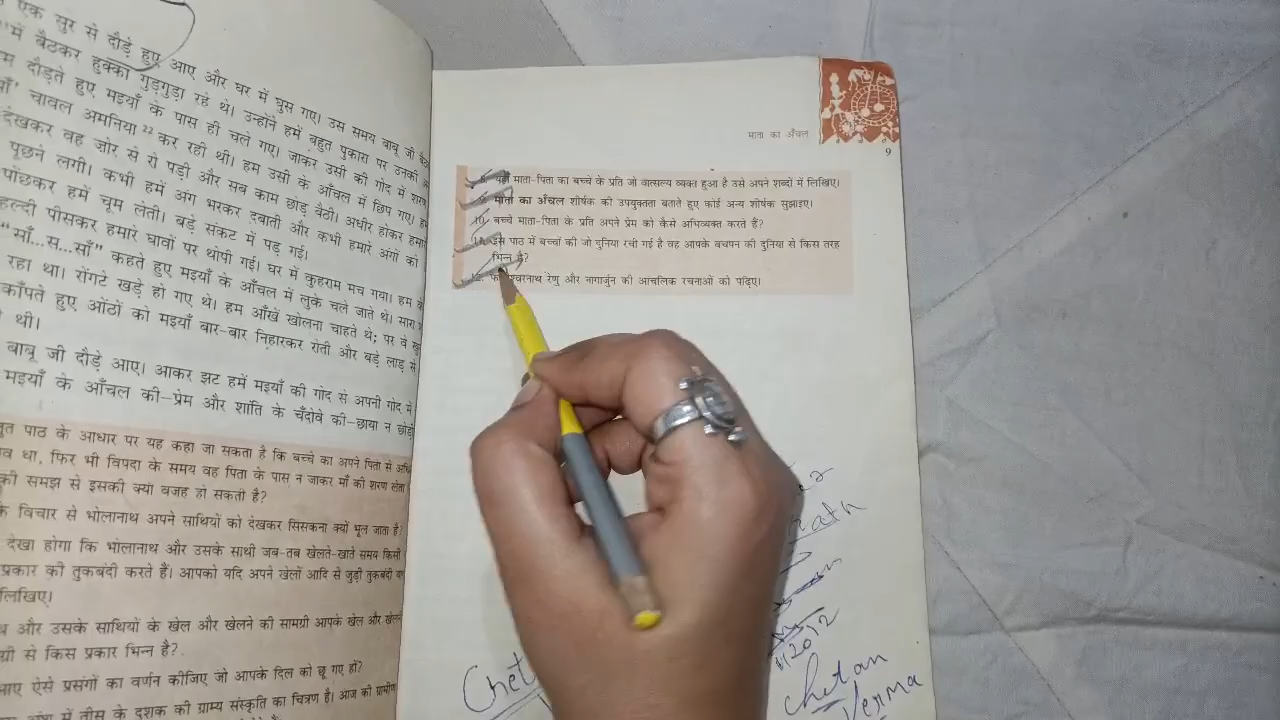 एक सुर से दौड़े हुए आए और घर में घुस गए। उस समय बाबू जी
में बैठकर हुक्का गुड़गुड़ा रहे थे। उन्होंने हमें बहुत पुकारा पर उनकी
दौड़ते हुए मइयाँ के पास ही चले गए। जाकर उसी की गोद में शरण
चावल अमनिया 22 कर रही थी। हम उसी के आँचल में छिप गए।
देखकर वह जोर से रो पड़ी और सब काम छोड़ बैठी। अधीर होकर हमारे
पूछने लगी। कभी हमें अंग भरकर दबाती और कभी हमारे अंगों को
पोंछकर हमें चूम लेती। बड़े संकट में पड़ गई।
हल्दी पीसकर हमारे घावों पर थोपी गई। घर में कुहराम मच गया। हम
"साँ...स...साँ" कहते हुए मइयाँ के आँचल में लुके चले जाते थे। सारा
रहा था। रोंगटे खड़े हो गए थे। हम आँखें खोलना चाहते थे; पर वे
काँपते हुए ओंठों को मइयाँ बार-बार निहारकर रोती और बड़े लाड़ से
थी।
बाबू जी दौड़े आए। आकर झट हमें मइयाँ की गोद से अपनी गोद में
मइयाँ के आँचल की-प्रेम और शांति के चँदोवे की-छाया न छोड़ी
पाठ के आधार पर यह कहा जा सकता है कि बच्चे का अपने पिता से
था, फिर भी विपदा के समय वह पिता के पास न जाकर माँ की शरण लेता
की समझ से इसकी क्या वजह हो सकती है?
विचार से भोलानाथ अपने साथियों को देखकर सिसकना क्यों भूल जाता है?
देखा होगा कि भोलानाथ और उसके साथी जब-तब खेलते-खाते समय किसी
प्रकार की तुकबंदी करते हैं। आपको यदि अपने खेलों आदि से जुड़ी तुकबंदी
लिखिए।
और उसके साथियों के खेल और खेलने की सामग्री आपके खेल और
से किस प्रकार भिन्न है?
ऐसे प्रसंगों का वर्णन कीजिए जो आपके दिल को छू गए हों?
में तीस के दशक की ग्राम्य संस्कृति का चित्रण है। आज की ग्रामीण
माता का आँचल
9
यहाँ माता-पिता का बच्चे के प्रति जो वात्सल्य व्यक्त हुआ है उसे अपने शब्दों में लिखिए।
माता का अँचल शीर्षक की उपयुक्तता बताते हुए कोई अन्य शीर्षक सुझाइए।
बच्चे माता-पिता के प्रति अपने प्रेम को कैसे अभिव्यक्त करते हैं?
इस पाठ में बच्चों की जो दुनिया रची गई है वह आपके बचपन की दुनिया से किस तरह
भिन्न है?
रेणु और नागार्जुन की आंचलिक रचनाओं को पढ़िए।
Chet
Chetan
Verma